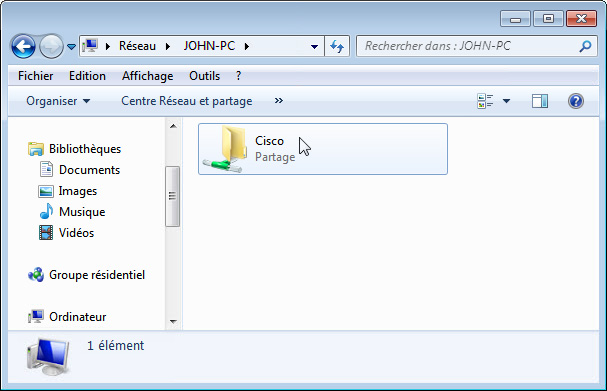 Réseau JOHN-PC Rechercher dans : JOHN-PC
Fichier Edition Affichage Outils ?
Organiser Centre Réseau et partage »
Bibliothèques
Documents
Images
Musique
Vidéos
Groupe résidentiel
Ordinateur
Cisco
Partage
1 élément